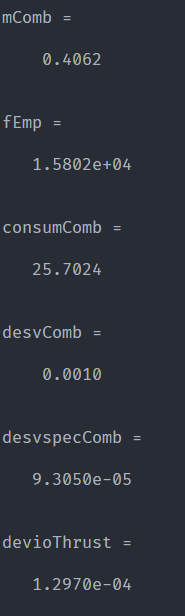 mComb =
0.4062
fEmp =
1.5802e+04
consumComb =
25.7024
desvComb =
0.0010
desvspecComb =
9.3050e-05
devioThrust =
1.2970e-04